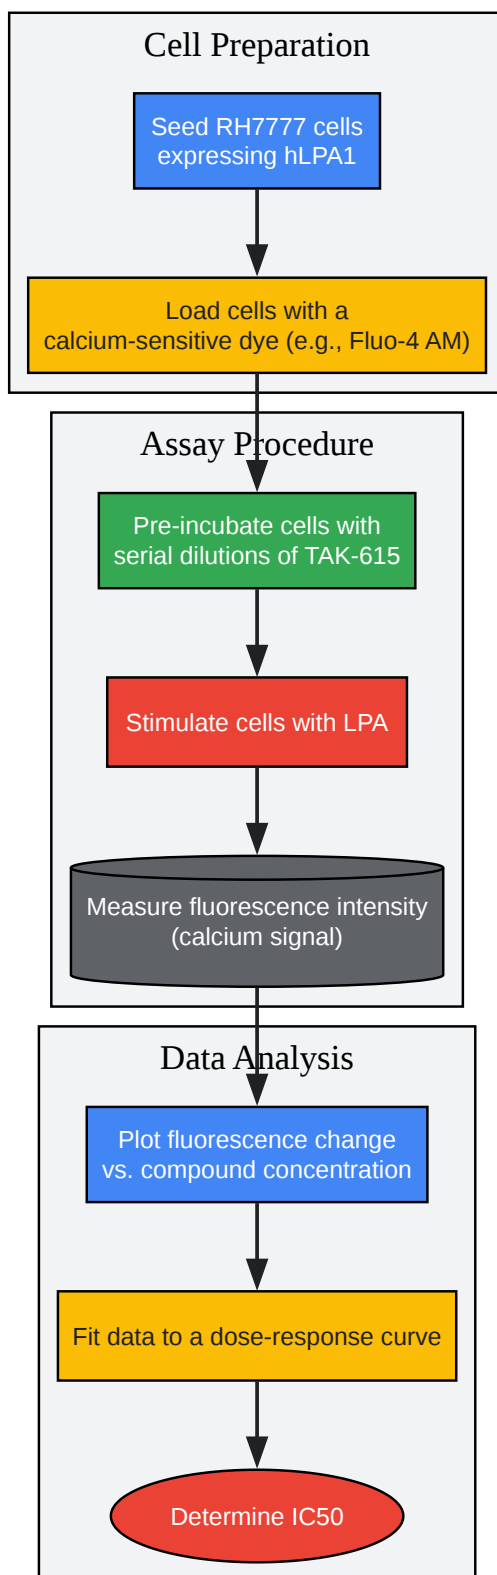 Cell Preparation
Seed RH7777 cells
expressing hLPA1
Load cells with a
calcium-sensitive dye (e.g., Fluo-4 AM)
Assay Procedure
Pre-incubate cells with
serial dilutions of TAK-615
Stimulate cells with LPA
Measure fluorescence intensity
(calcium signal)
Data Analysis
Plot fluorescence change
vs. compound concentration
Fit data to a dose-response curve
Determine IC50